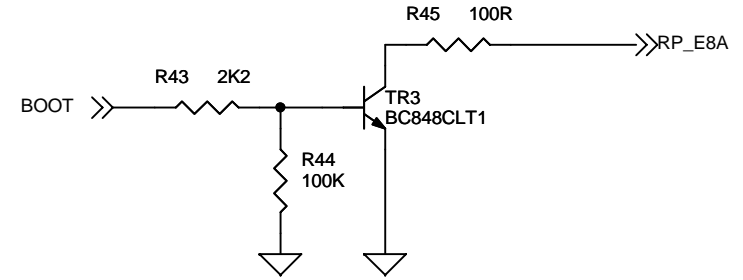 R45 100R
RP_E8A
R43 2K2
BOOT
TR3
BC848CLT1
R44
100K